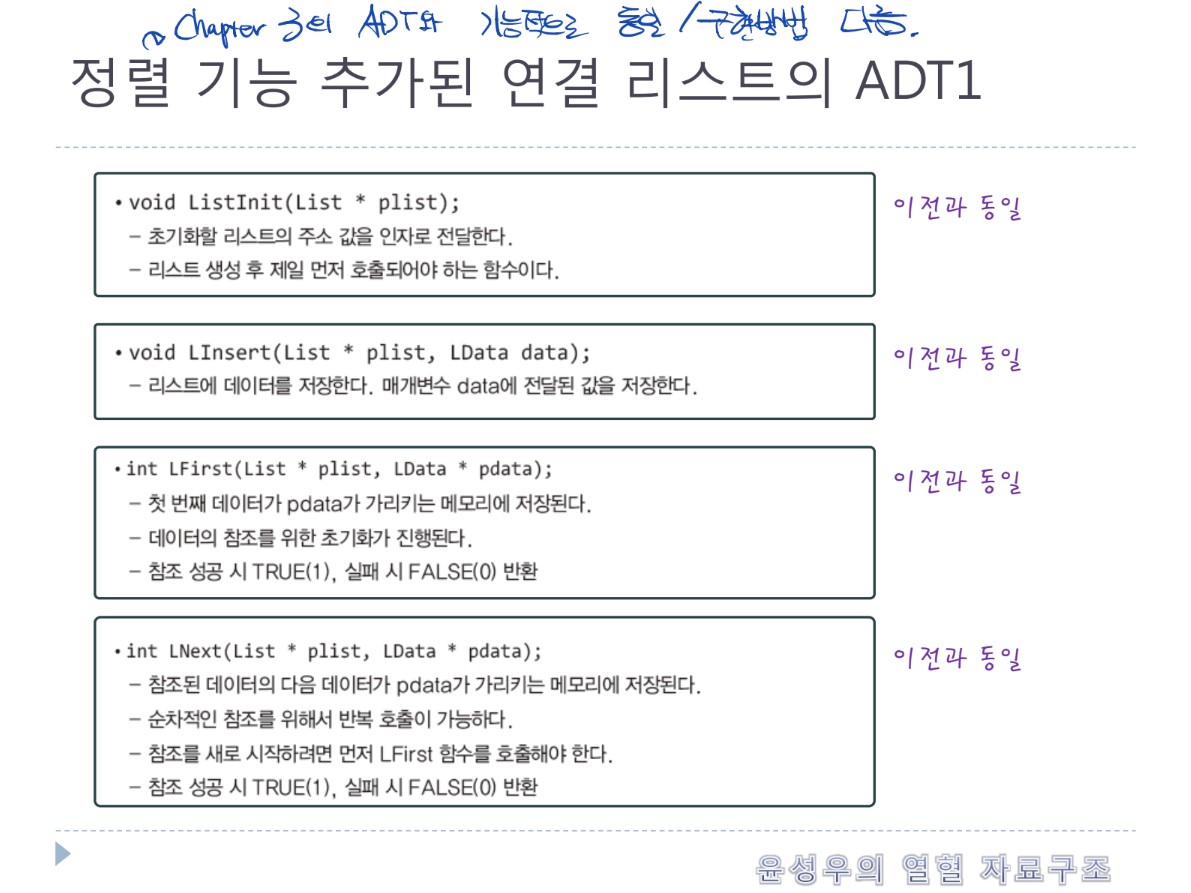 Chapter 3의 ADT와 기능적으로 동일 / 구현방법 다름.
정렬 기능 추가된 연결 리스트의 ADT1
• void ListInit(List * plist);
– 초기화할 리스트의 주소 값을 인자로 전달한다.
– 리스트 생성 후 제일 먼저 호출되어야 하는 함수이다.
이전과 동일
• void LInsert(List * plist, LData data);
– 리스트에 데이터를 저장한다. 매개변수 data에 전달된 값을 저장한다.
이전과 동일
• int LFirst(List * plist, LData * pdata);
– 첫 번째 데이터가 pdata가 가리키는 메모리에 저장된다.
– 데이터의 참조를 위한 초기화가 진행된다.
– 참조 성공 시 TRUE(1), 실패 시 FALSE(0) 반환
이전과 동일
• int LNext(List * plist, LData * pdata);
– 참조된 데이터의 다음 데이터가 pdata가 가리키는 메모리에 저장된다.
– 순차적인 참조를 위해서 반복 호출이 가능하다.
– 참조를 새로 시작하려면 먼저 LFirst 함수를 호출해야 한다.
– 참조 성공 시 TRUE(1), 실패 시 FALSE(0) 반환
이전과 동일
윤성우의 열혈 자료구조